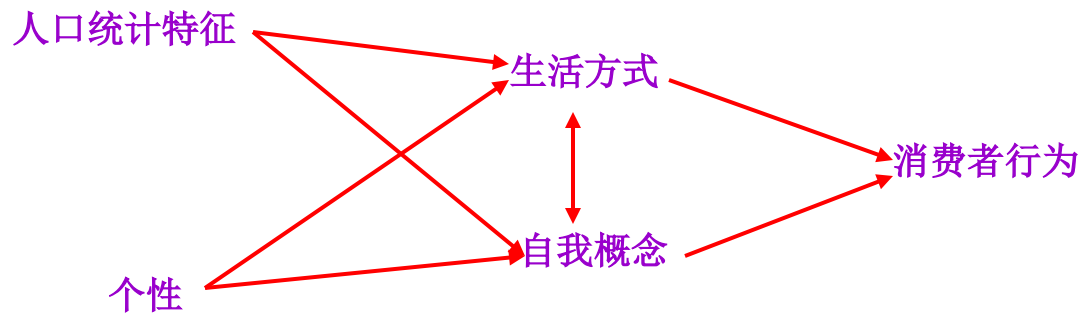 人口统计特征
生活方式
消费者行为
自我概念
个性